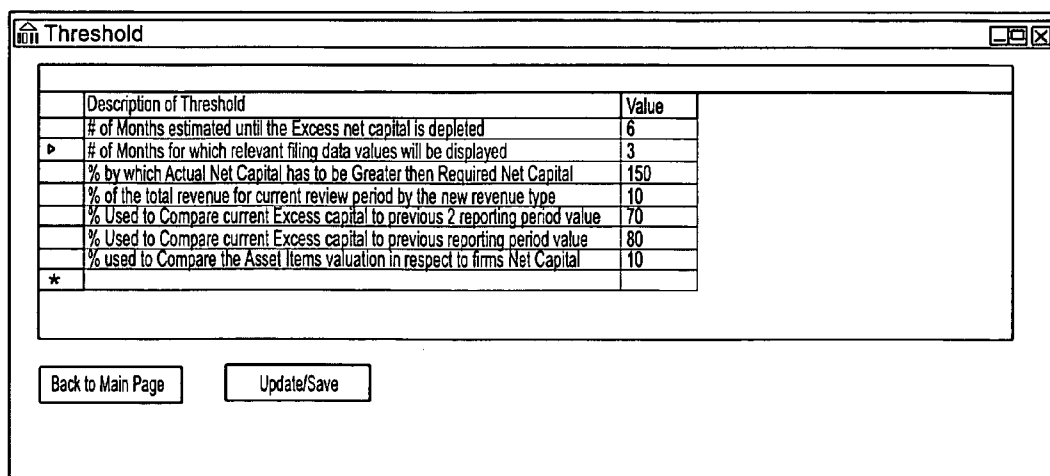 Threshold
Description of Threshold Value
# of Months estimated until the Excess net capital is depleted 6
# of Months for which relevant filing data values will be displayed 3
% by which Actual Net Capital has to be Greater then Required Net Capital 150
% of the total revenue for current review period by the new revenue type 10
% Used to Compare current Excess capital to previous 2 reporting period value 70
% Used to Compare current Excess capital to previous reporting period value 80
% used to Compare the Asset Items valuation in respect to firms Net Capital 10
*
Back to Main Page Update/Save